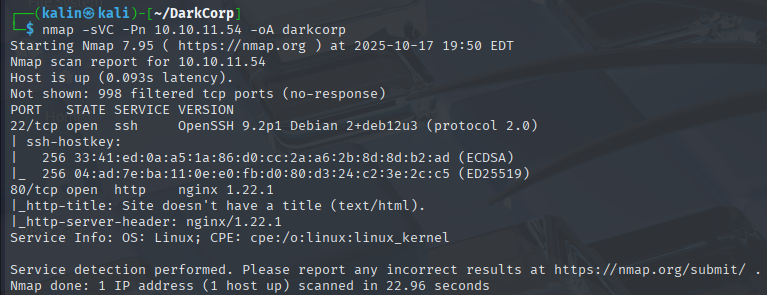 ┌──(kalin㉿kali)-[~/DarkCorp]
└─$ nmap -sVC -Pn 10.10.11.54 -oA darkcorp
Starting Nmap 7.95 ( https://nmap.org ) at 2025-10-17 19:50 EDT
Nmap scan report for 10.10.11.54
Host is up (0.093s latency).
Not shown: 998 filtered tcp ports (no-response)
PORT   STATE SERVICE VERSION
22/tcp open  ssh     OpenSSH 9.2p1 Debian 2+deb12u3 (protocol 2.0)
| ssh-hostkey:
|   256 33:41:ed:0a:a5:1a:86:d0:cc:2a:a6:2b:8d:8d:b2:ad (ECDSA)
|_  256 04:ad:7e:ba:11:0e:e0:fb:d0:80:d3:24:c2:3e:2c:c5 (ED25519)
80/tcp open  http    nginx 1.22.1
|_http-title: Site doesn't have a title (text/html).
|_http-server-header: nginx/1.22.1
Service Info: OS: Linux; CPE: cpe:/o:linux:linux_kernel

Service detection performed. Please report any incorrect results at https://nmap.org/submit/ .
Nmap done: 1 IP address (1 host up) scanned in 22.96 seconds